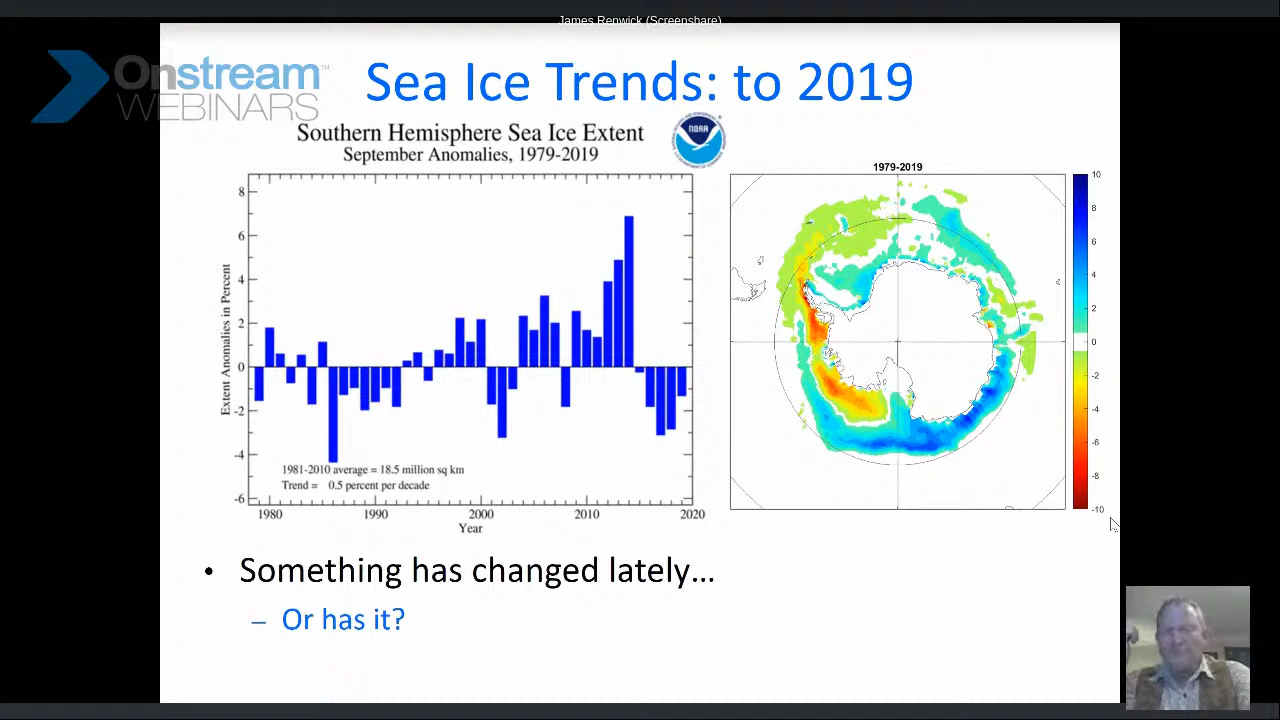 James Renwick (Screenshare)
Onstream™
WEBINARS
Sea Ice Trends: to 2019
Southern Hemisphere Sea Ice Extent
September Anomalies, 1979-2019
NOAA
Extent Anomalies in Percent
8
6
4
2
0
-2
-4
-6
1981-2010 average = 18.5 million sq km
Trend = 0.5 percent per decade
1980
1990
2000
2010
2020
Year
1979-2019
10
8
6
4
2
0
-2
-4
-6
-8
-10
• Something has changed lately...
– Or has it?